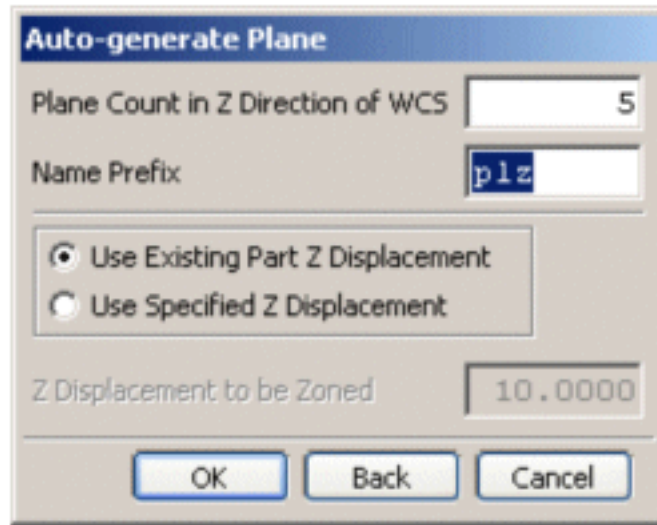 Auto-generate Plane
Plane Count in Z Direction of WCS 5
Name Prefix plz
Use Existing Part Z Displacement
Use Specified Z Displacement
Z Displacement to be Zoned 10.0000
OK Back Cancel